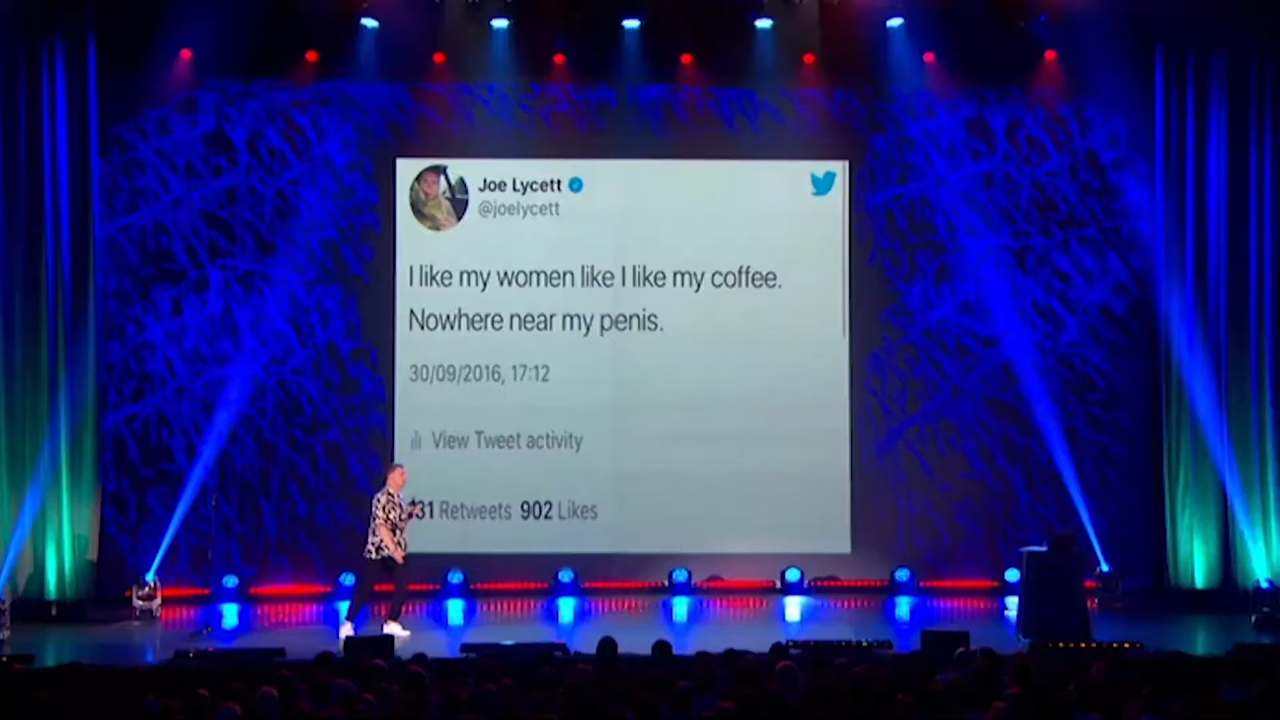 Joe Lycett
@joelycett
I like my women like I like my coffee.
Nowhere near my penis.
30/09/2016, 17:12
View Tweet activity
31 Retweets 902 Likes